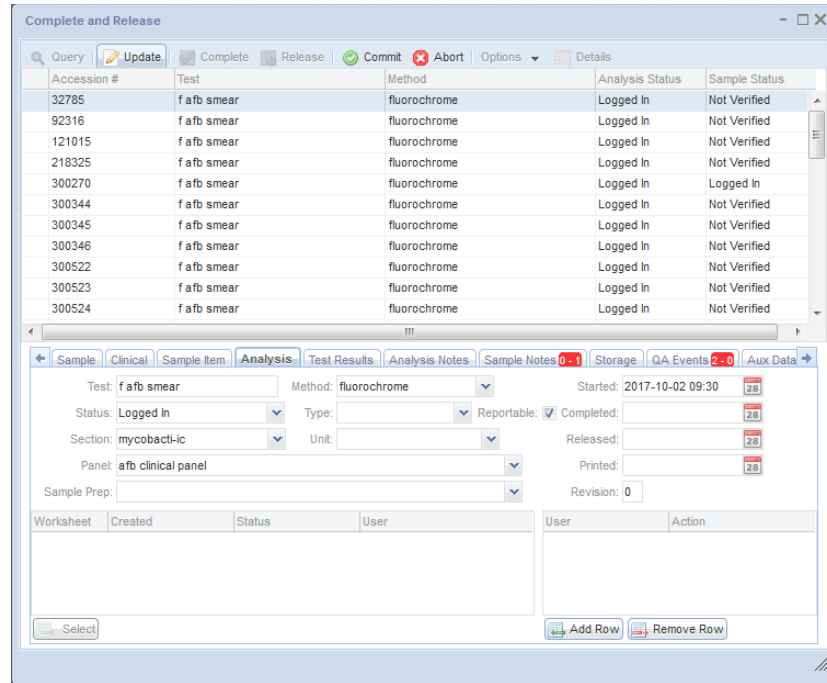 Complete and Release
Query Update Complete Release Commit Abort Options Details
Accession # Test Method Analysis Status Sample Status
32785 f afb smear fluorochrome Logged In Not Verified
92316 f afb smear fluorochrome Logged In Not Verified
121015 f afb smear fluorochrome Logged In Not Verified
218325 f afb smear fluorochrome Logged In Not Verified
300270 f afb smear fluorochrome Logged In Logged In
300344 f afb smear fluorochrome Logged In Not Verified
300345 f afb smear fluorochrome Logged In Not Verified
300346 f afb smear fluorochrome Logged In Not Verified
300522 f afb smear fluorochrome Logged In Not Verified
300523 f afb smear fluorochrome Logged In Not Verified
300524 f afb smear fluorochrome Logged In Not Verified
Sample Clinical Sample Item Analysis Test Results Analysis Notes Sample Notes 0 - 1 Storage QA Events 2 - 0 Aux Data
Test: f afb smear Method: fluorochrome Started: 2017-10-02 09:30 28
Status: Logged In Type: Reportable: Completed: 28
Section: mycobacti-ic Unit: Released: 28
Panel: afb clinical panel Printed: 28
Sample Prep: Revision: 0
Worksheet Created Status User User Action
Select Add Row Remove Row